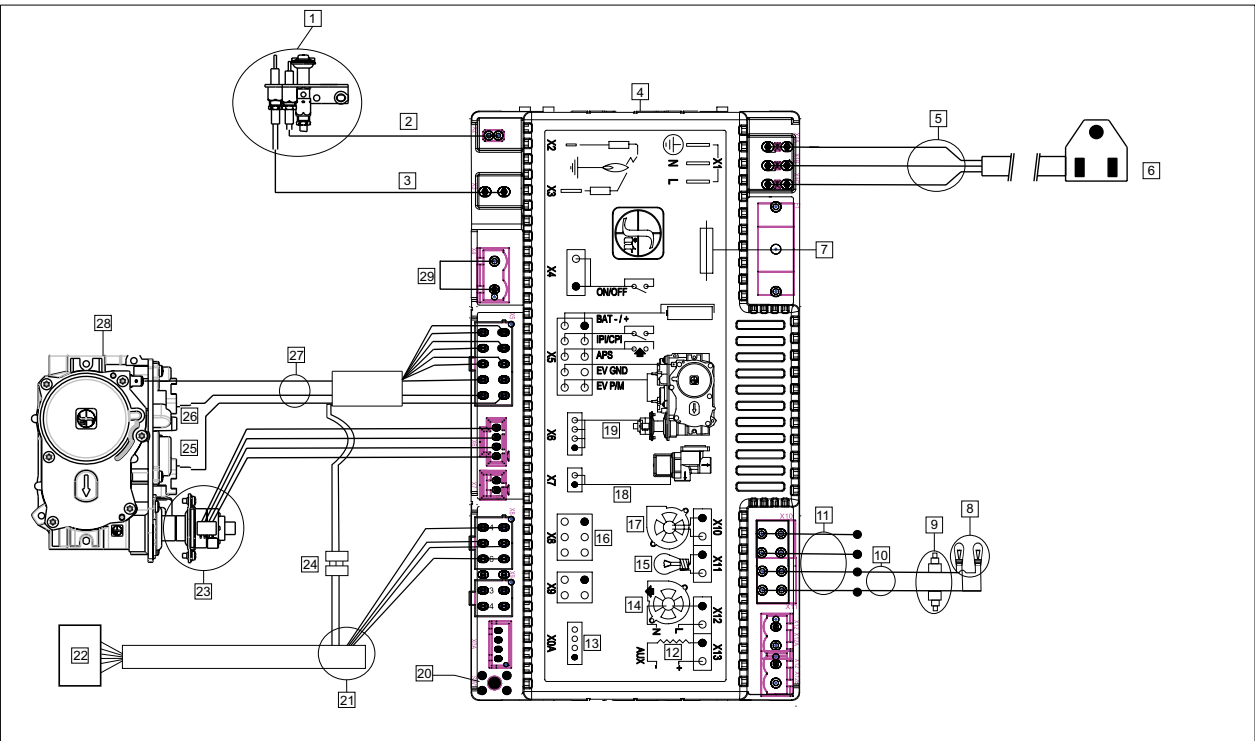 1
2
4
5
X2
N
X1
L
3
X3
6
7
29
X4
ON/OFF
28
BAT - / +
IPI/CPI
X5
APS
EV GND
EV P/M
27
26
25
19
X6
X7
18
17
X10
X8
16
15
X11
14
X12
N
L
X9
X0A
13
12
X13
AUX
-
+
11
10
9
8
X10
24
23
22
21
20